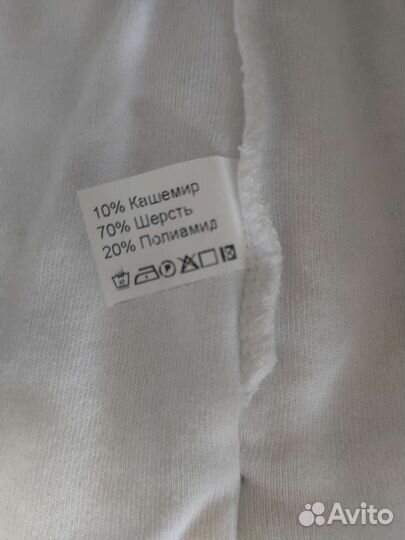 10% Кашемир
70% Шерсть
20% Полиамид
Avito